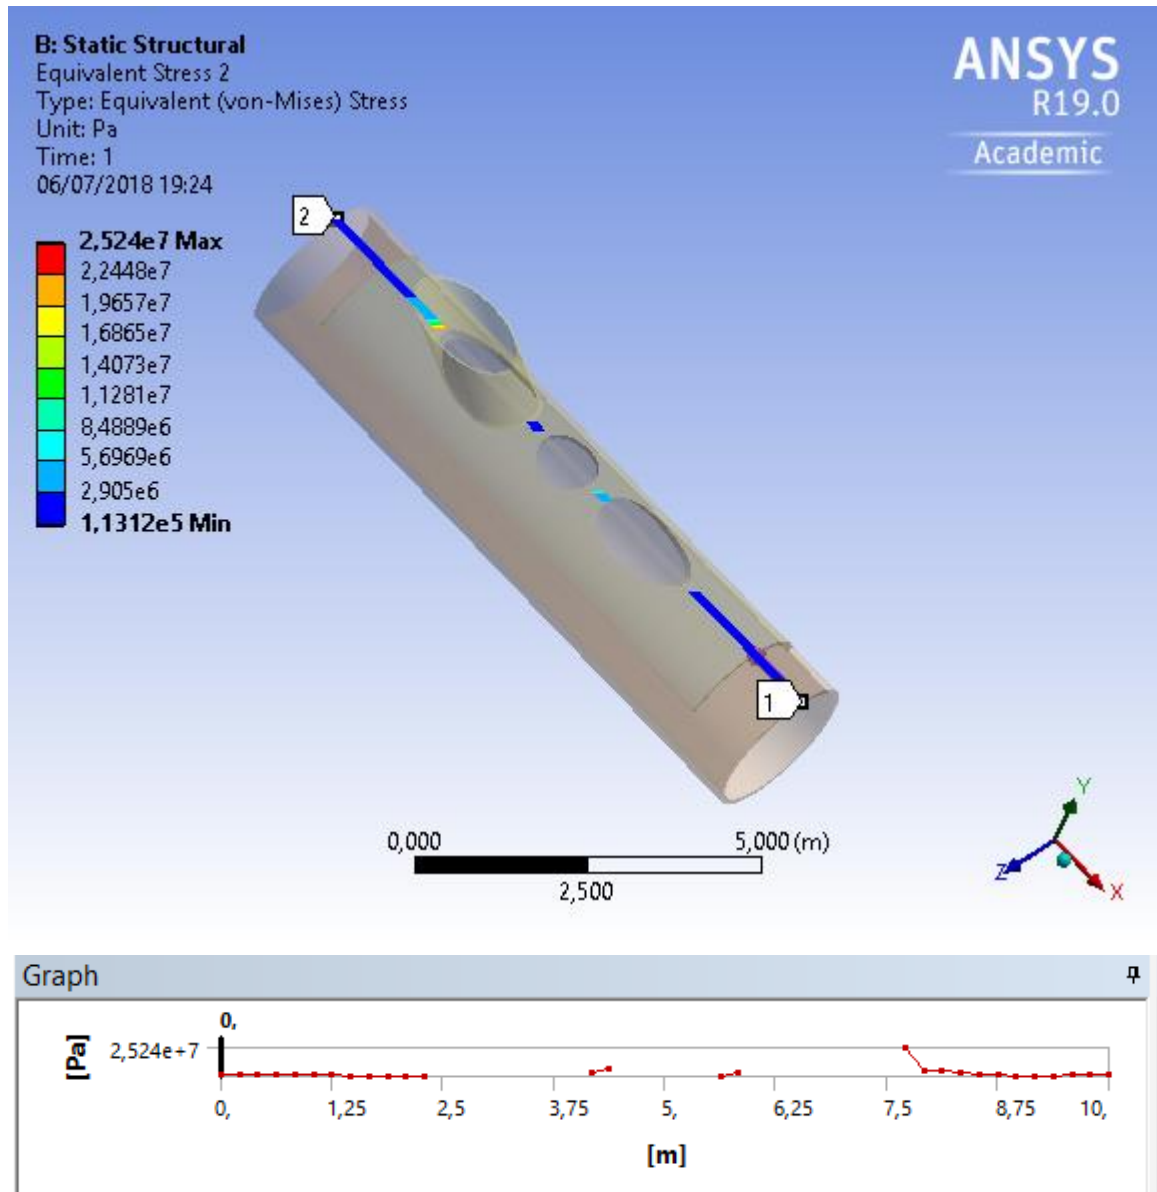 B: Static Structural
Equivalent Stress 2
Type: Equivalent (von-Mises) Stress
Unit: Pa
Time: 1
06/07/2018 19:24
ANSYS
R19.0
Academic
2,524e7 Max
2,2448e7
1,9657e7
1,6865e7
1,4073e7
1,1281e7
8,4889e6
5,6969e6
2,905e6
1,1312e5 Min
2
1
0,000 5,000 (m)
2,500
Y
Z
X
Graph
0,
[Pa]
2,524e+7
0, 1,25 2,5 3,75 5, 6,25 7,5 8,75 10,
[m]